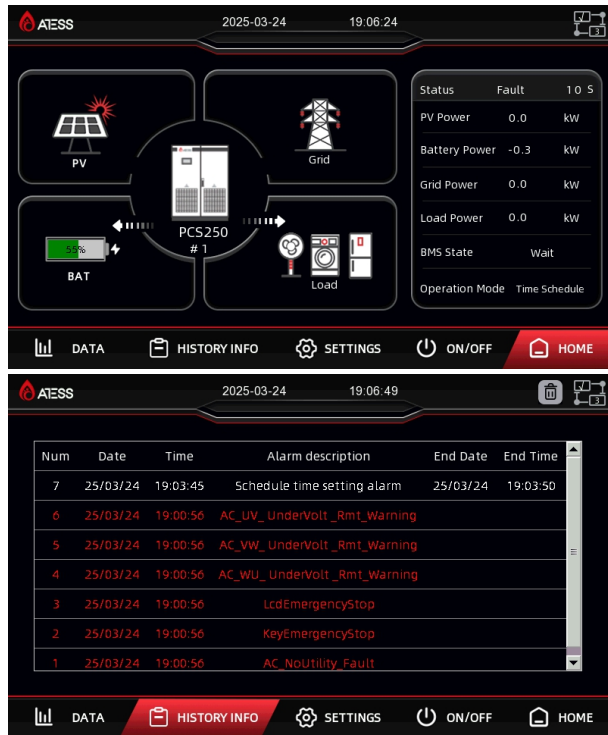 ATESS 2025-03-24 19:06:24 3
Status Fault 10 S
PV Power 0.0 kW
Battery Power -0.3 kW
Grid Power 0.0 kW
Load Power 0.0 kW
BMS State Wait
Operation Mode Time Schedule
PV
Grid
PCS250
# 1
55%
BAT
Load
DATA HISTORY INFO SETTINGS ON/OFF HOME
ATESS 2025-03-24 19:06:49 3
Num Date Time Alarm description End Date End Time
7 25/03/24 19:03:45 Schedule time setting alarm 25/03/24 19:03:50
6 25/03/24 19:00:56 AC_UV_ UnderVolt _Rmt_Warning
5 25/03/24 19:00:56 AC_VW_ UnderVolt _Rmt_Warning
4 25/03/24 19:00:56 AC_WU_ UnderVolt _Rmt_Warning
3 25/03/24 19:00:56 LcdEmergencyStop
2 25/03/24 19:00:56 KeyEmergencyStop
1 25/03/24 19:00:56 AC_NoUtility_Fault
DATA HISTORY INFO SETTINGS ON/OFF HOME